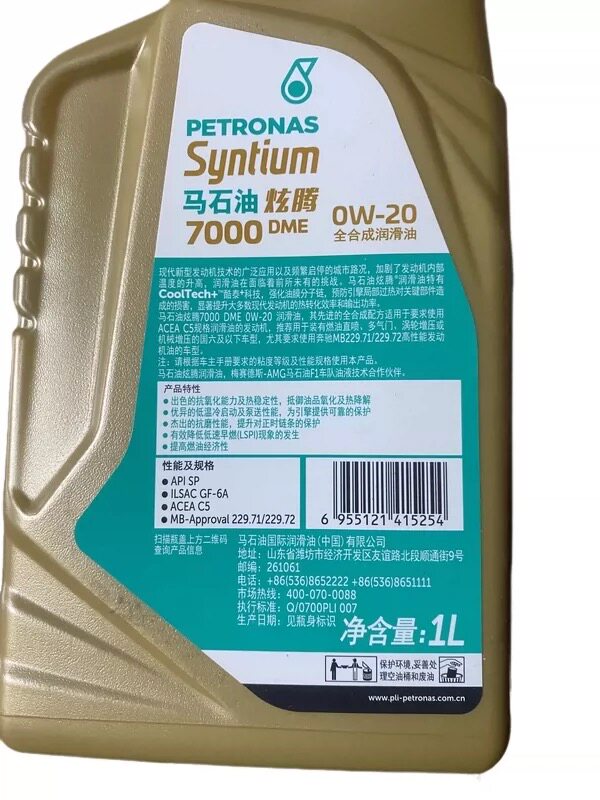 PETRONAS
Syntium
马石油 炫腾
7000 DME
0W-20
全合成润滑油
现代新型发动机技术的广泛应用以及频繁启停的城市路况，加剧了发动机内部
温度的升高，润滑油在面临着前所未有的挑战。马石油炫腾™润滑油特有
CoolTech+™酷泰+科技，强化油膜分子链，预防引擎局部过热对关键部件造
成的损害，显著提升大多数现代发动机的热转化效率和输出功率。
马石油炫腾7000 DME 0W-20 润滑油，其先进的全合成配方适用于要求使用
ACEA C5规格润滑油的发动机，推荐用于装有燃油直喷，多气门，涡轮增压或
机械增压的国六及以下车型，尤其要求使用奔驰MB229.71/229.72高性能发动
机油的车型。
注：请根据车主手册要求的粘度等级及性能规格使用本产品。
马石油炫腾润滑油，梅赛德斯-AMG马石油F1车队油液技术合作伙伴。
产品特性
● 出色的抗氧化能力及热稳定性，抵御油品氧化及热降解
● 优异的低温冷启动及泵送性能，为引擎提供可靠的保护
● 杰出的抗磨性能，提升对正时链条的保护
● 有效降低低速早燃(LSPI)现象的发生
● 提高燃油经济性
性能及规格
● API SP
● ILSAC GF-6A
● ACEA C5
● MB-Approval 229.71/229.72
6 955121 415254
扫描瓶盖上方二维码
查询产品信息
马石油国际润滑油(中国)有限公司
地址：山东省潍坊市经济开发区友谊路北段顺通街9号
邮编：261061
电话：+86(536)8652222 +86(536)8651111
市场热线：400-070-0088
执行标准：Q/0700PLI 007
生产日期：见瓶身标识
净含量:1L
保护环境,妥善处
理空油桶和废油
www.pli-petronas.com.cn